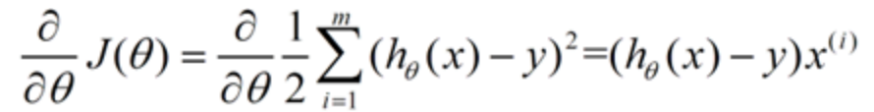 ∂/∂θ J(θ) = ∂/∂θ 1/2 ∑_{i=1}^{m} (h_θ(x) − y)²=(h_θ(x) − y)x^{(i)}